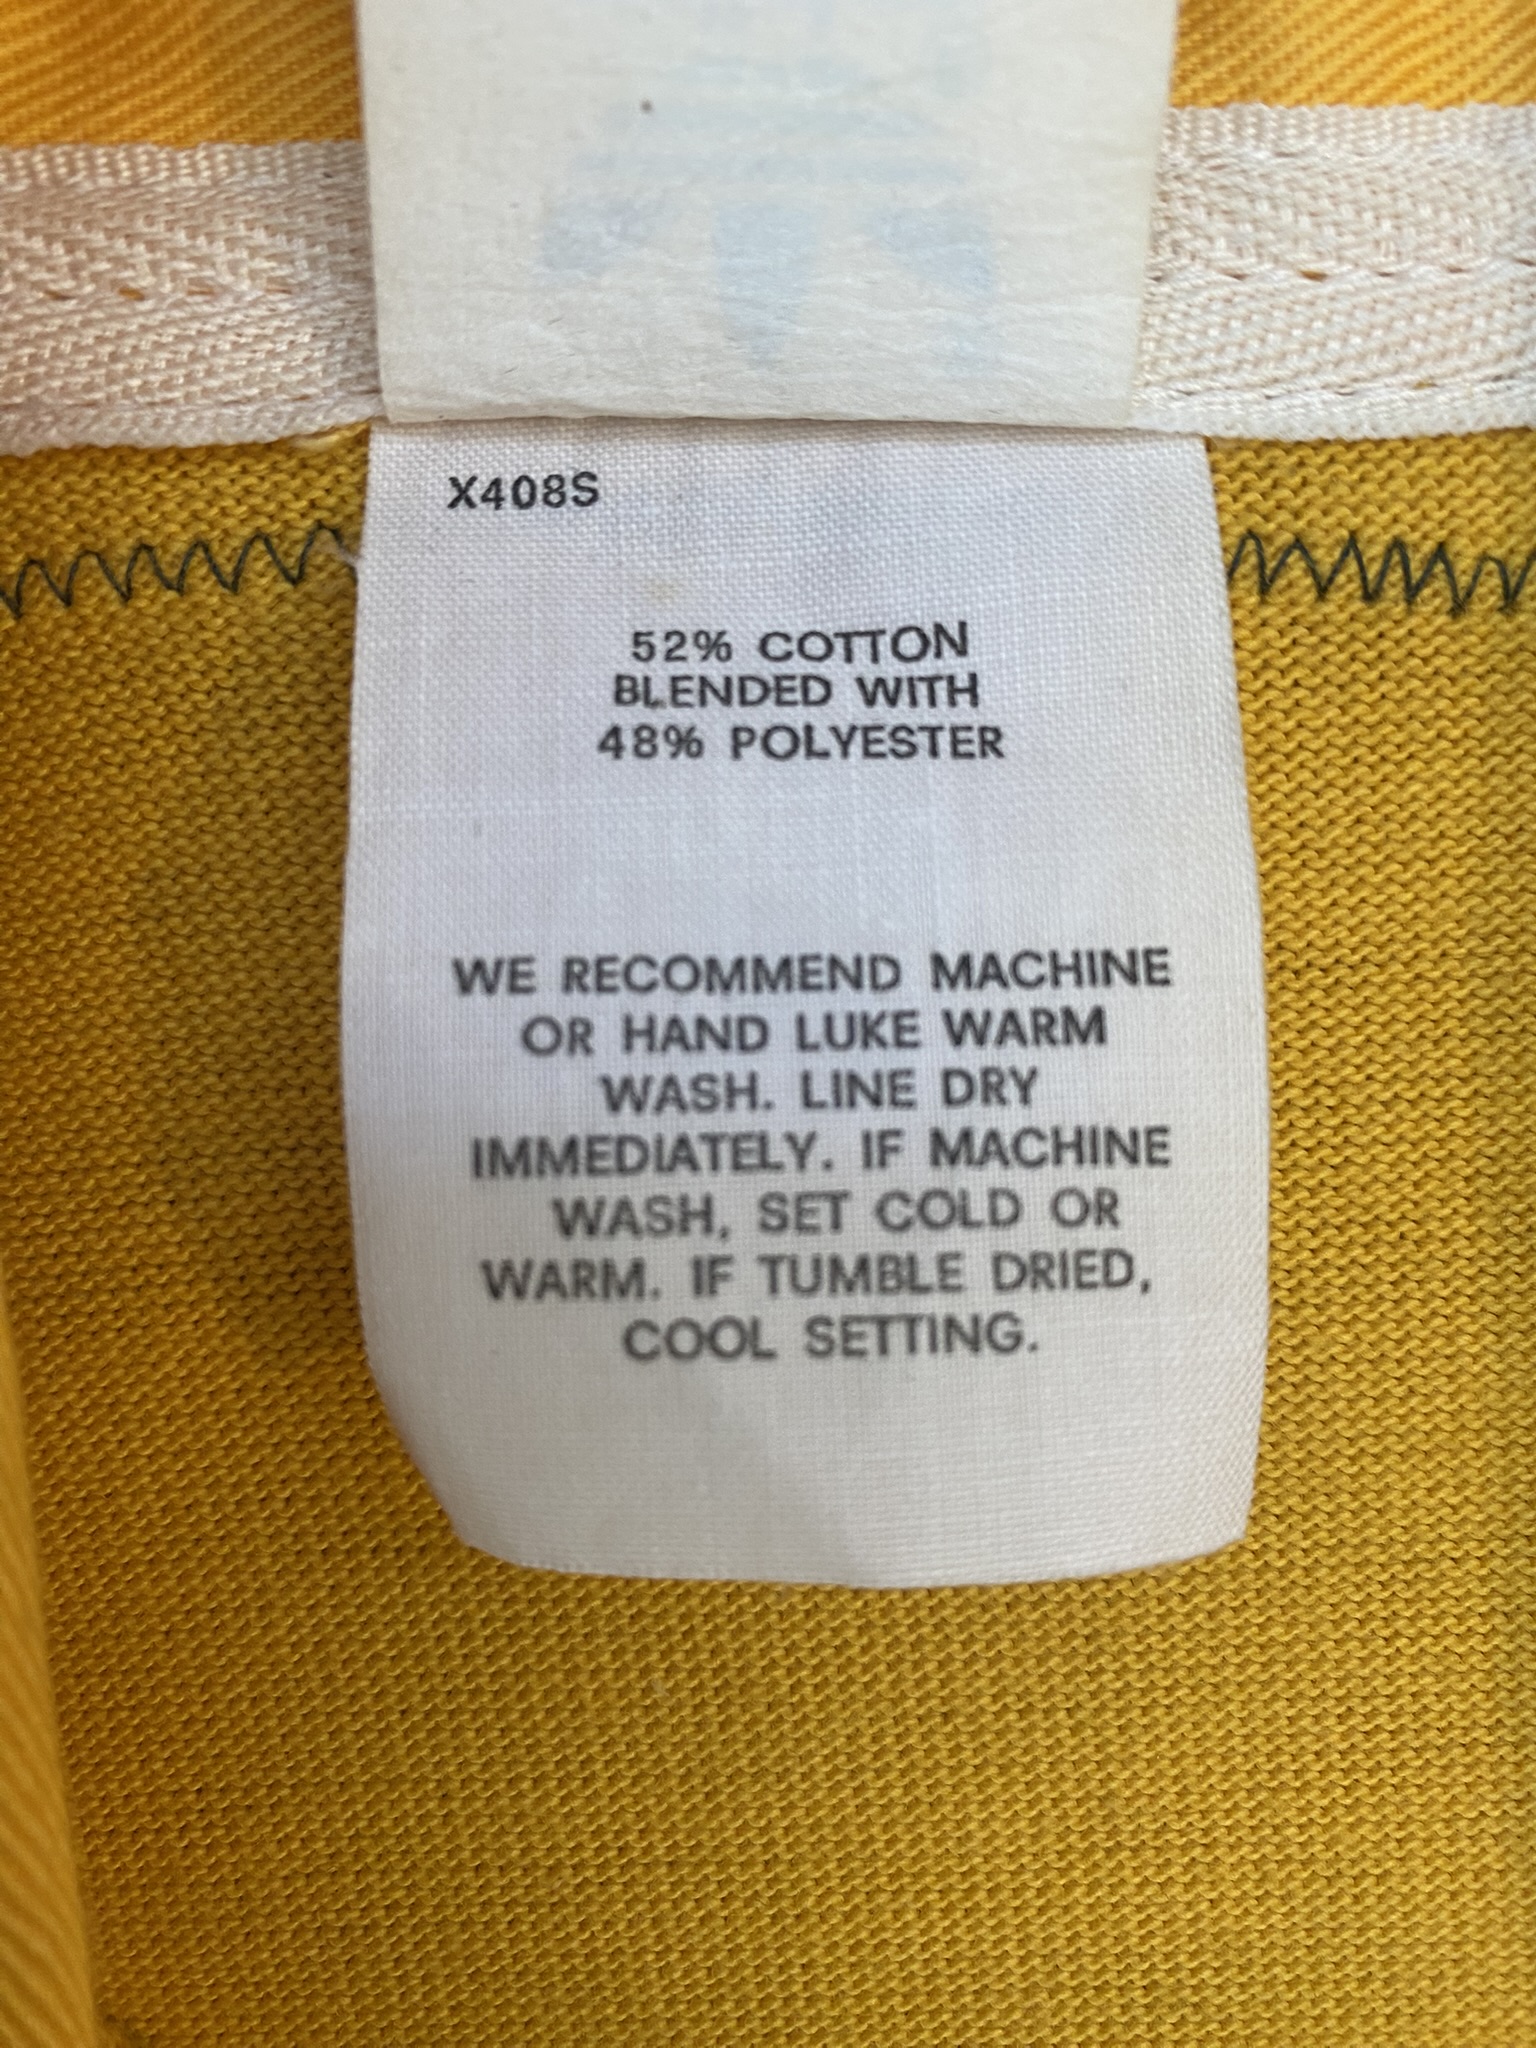 X408S
52% COTTON
BLENDED WITH
48% POLYESTER
WE RECOMMEND MACHINE
OR HAND LUKE WARM
WASH. LINE DRY
IMMEDIATELY. IF MACHINE
WASH, SET COLD OR
WARM. IF TUMBLE DRIED,
COOL SETTING.